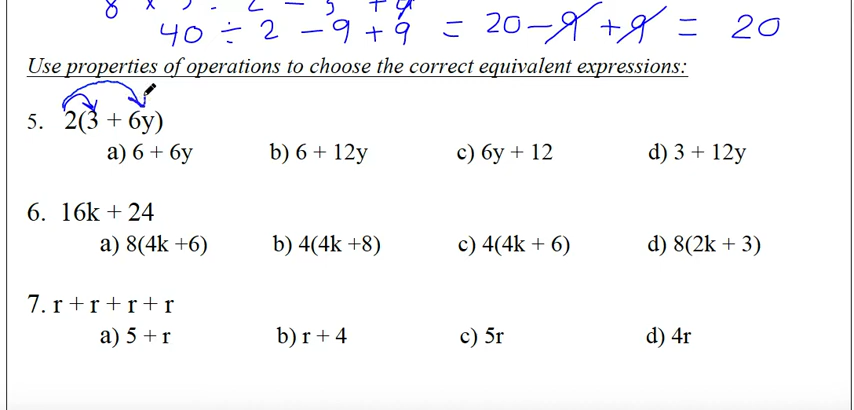 40 ÷ 2 - 9 + 9 = 20 - 9 + 9 = 20
Use properties of operations to choose the correct equivalent expressions:
5. 2(3 + 6y)
a) 6 + 6y b) 6 + 12y c) 6y + 12 d) 3 + 12y
6. 16k + 24
a) 8(4k +6) b) 4(4k +8) c) 4(4k + 6) d) 8(2k + 3)
7. r + r + r + r
a) 5 + r b) r + 4 c) 5r d) 4r